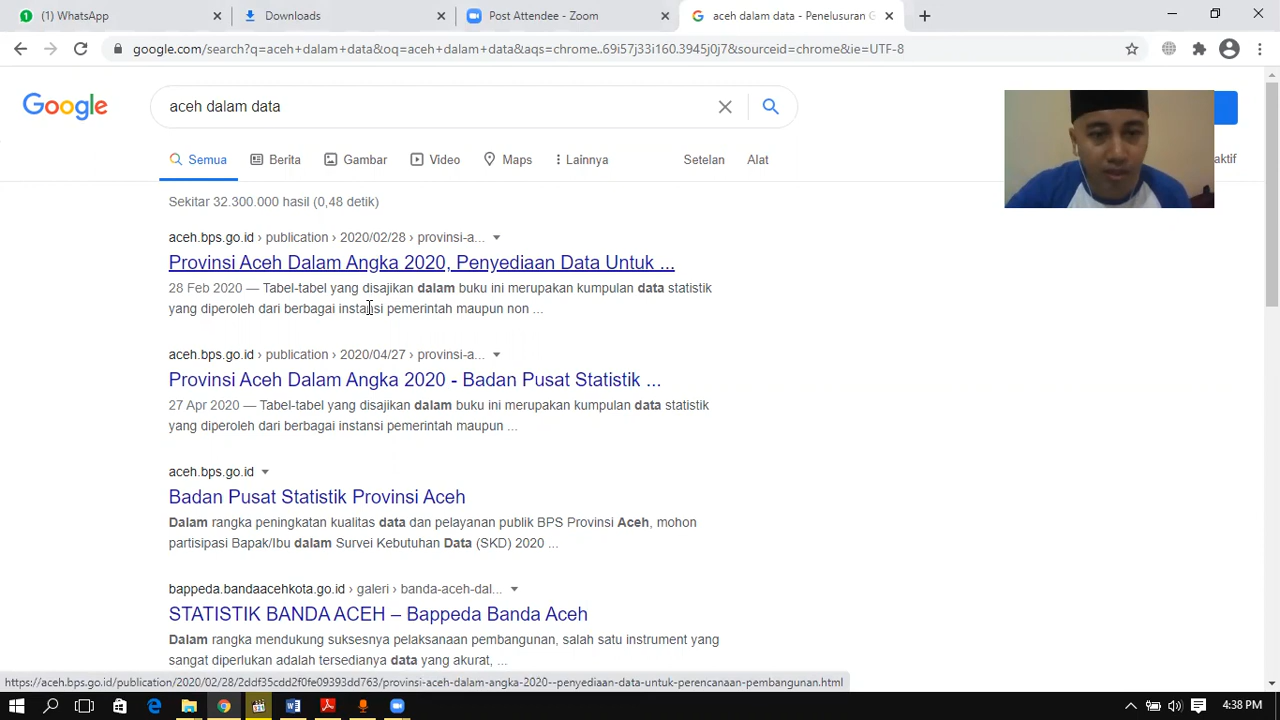 (1) WhatsApp
Downloads
Post Attendee - Zoom
aceh dalam data - Penelusuran G
google.com/search?q=aceh+dalam+data&oq=aceh+dalam+data&aqs=chrome..69i57j33i160.3945j0j7&sourceid=chrome&ie=UTF-8
Google
aceh dalam data
Semua
Berita
Gambar
Video
Maps
Lainnya
Setelan
Alat
aktif
Sekitar 32.300.000 hasil (0,48 detik)
aceh.bps.go.id › publication › 2020/02/28 › provinsi-a...
Provinsi Aceh Dalam Angka 2020, Penyediaan Data Untuk ...
28 Feb 2020 — Tabel-tabel yang disajikan dalam buku ini merupakan kumpulan data statistik
yang diperoleh dari berbagai instansi pemerintah maupun non ...
aceh.bps.go.id › publication › 2020/04/27 › provinsi-a...
Provinsi Aceh Dalam Angka 2020 - Badan Pusat Statistik ...
27 Apr 2020 — Tabel-tabel yang disajikan dalam buku ini merupakan kumpulan data statistik
yang diperoleh dari berbagai instansi pemerintah maupun ...
aceh.bps.go.id
Badan Pusat Statistik Provinsi Aceh
Dalam rangka peningkatan kualitas data dan pelayanan publik BPS Provinsi Aceh, mohon
partisipasi Bapak/Ibu dalam Survei Kebutuhan Data (SKD) 2020 ...
bappeda.bandaacehkota.go.id › galeri › banda-aceh-dal...
STATISTIK BANDA ACEH – Bappeda Banda Aceh
Dalam rangka mendukung suksesnya pelaksanaan pembangunan, salah satu instrument yang
sangat diperlukan adalah tersedianya data yang akurat, ...
https://aceh.bps.go.id/publication/2020/02/28/2ddf35cdd2f0fe09393dd763/provinsi-aceh-dalam-angka-2020--penyediaan-data-untuk-perencanaan-pembangunan.html
4:38 PM